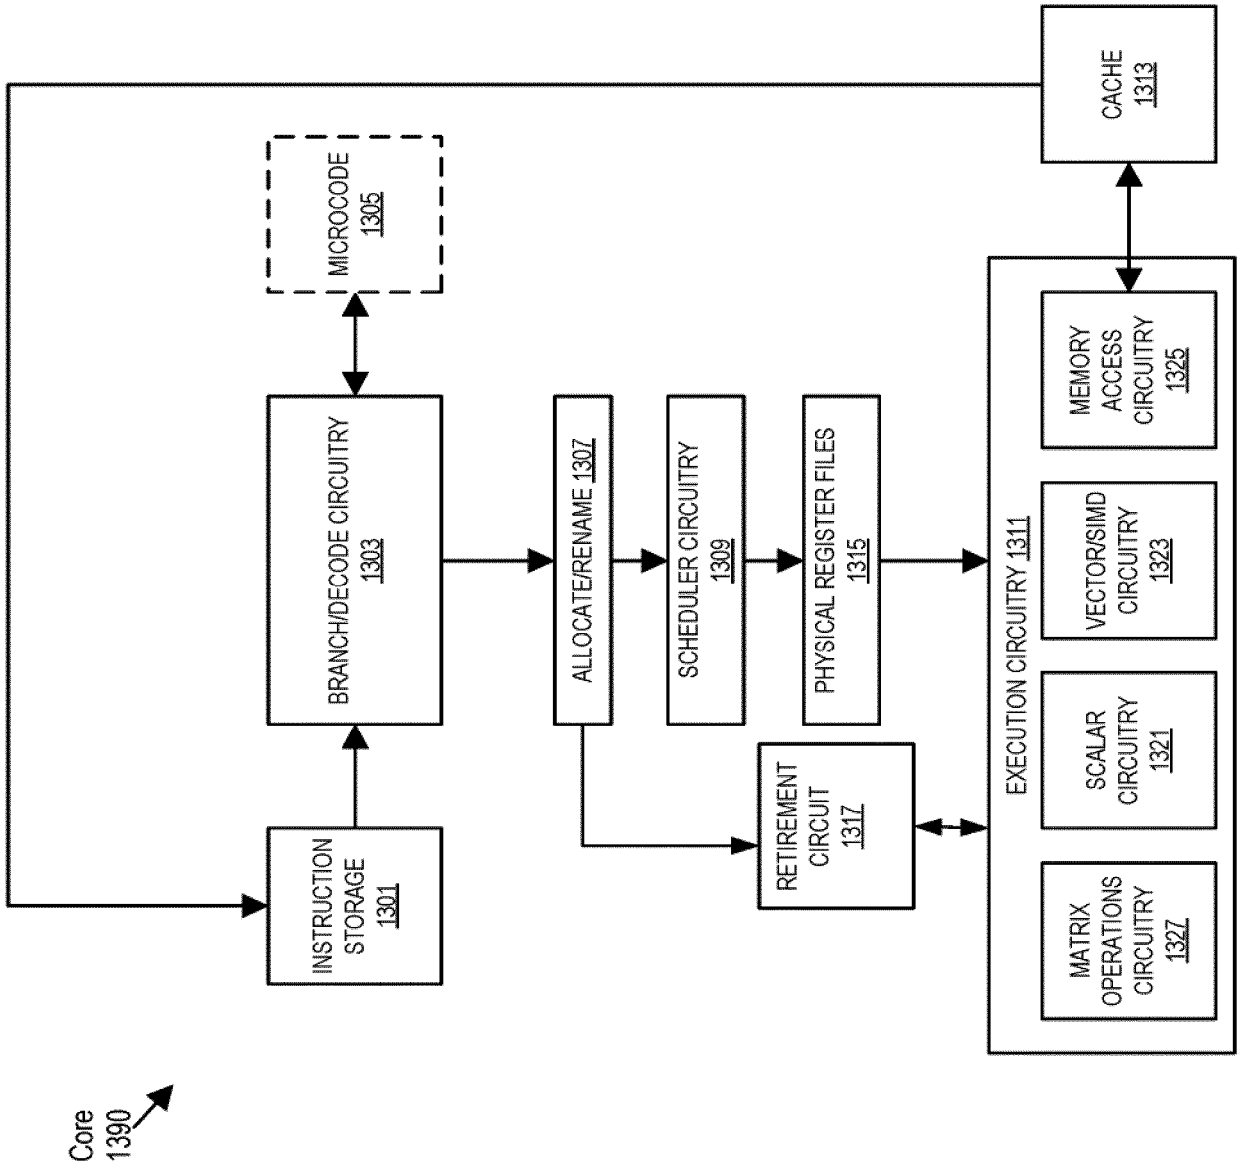 Core
1390
INSTRUCTION
STORAGE
1301
BRANCH/DECODE CIRCUITRY
1303
MICROCODE
1305
ALLOCATE/RENAME 1307
SCHEDULER CIRCUITRY
1309
PHYSICAL REGISTER FILES
1315
RETIREMENT
CIRCUIT
1317
EXECUTION CIRCUITRY 1311
MATRIX
OPERATIONS
CIRCUITRY
1327
SCALAR
CIRCUITRY
1321
VECTOR/SIMD
CIRCUITRY
1323
MEMORY
ACCESS
CIRCUITRY
1325
CACHE
1313